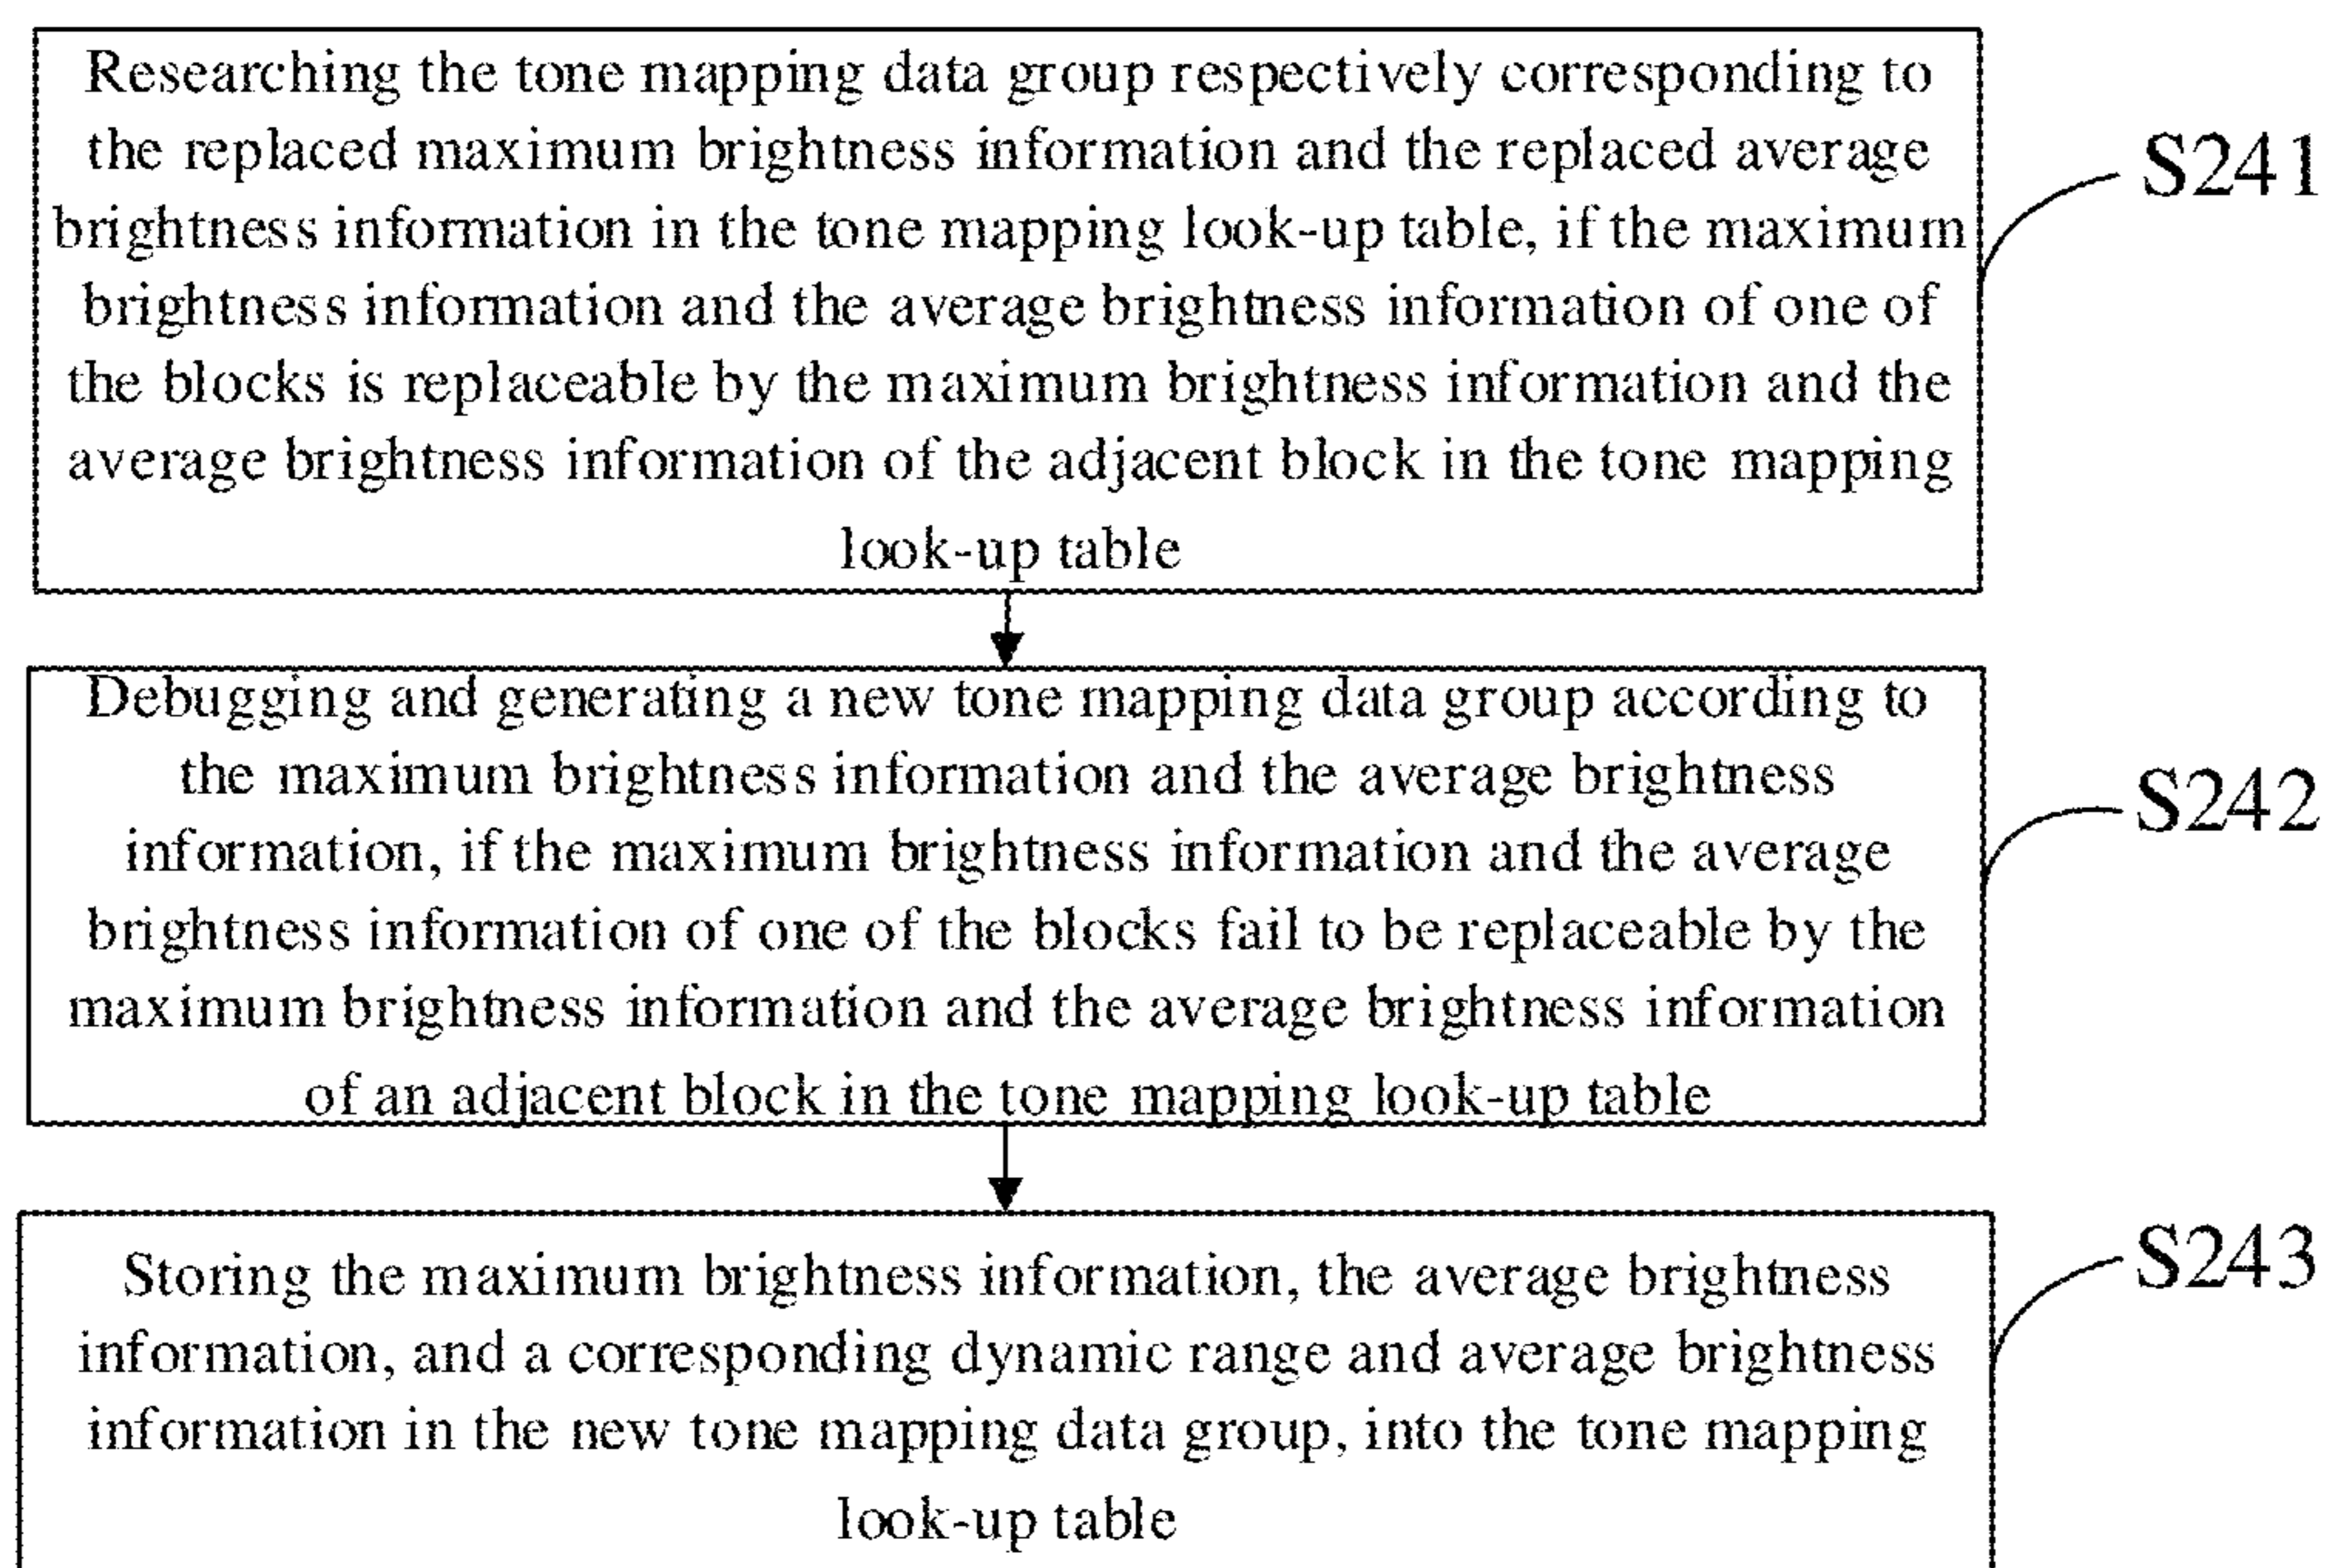 Researching the tone mapping data group respectively corresponding to
the replaced maximum brightness information and the replaced average
brightness information in the tone mapping look-up table, if the maximum
brightness information and the average brightness information of one of
the blocks is replaceable by the maximum brightness information and the
average brightness information of the adjacent block in the tone mapping
look-up table
S241
Debugging and generating a new tone mapping data group according to
the maximum brightness information and the average brightness
information, if the maximum brightness information and the average
brightness information of one of the blocks fail to be replaceable by the
maximum brightness information and the average brightness information
of an adjacent block in the tone mapping look-up table
S242
Storing the maximum brightness information, the average brightness
information, and a corresponding dynamic range and average brightness
information in the new tone mapping data group, into the tone mapping
look-up table
S243